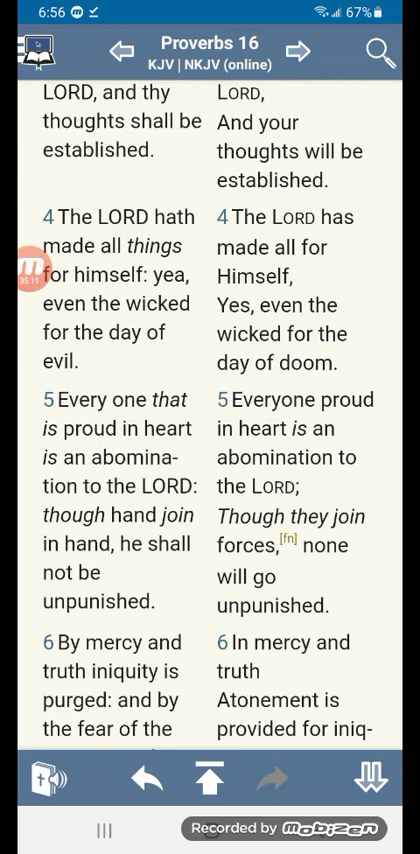 6:56 67%
Proverbs 16
KJV | NKJV (online)
LORD, and thy
thoughts shall be
established.
4 The LORD hath
made all things
for himself: yea,
even the wicked
for the day of
evil.
5 Every one that
is proud in heart
is an abomina-
tion to the LORD:
though hand join
in hand, he shall
not be
unpunished.
6 By mercy and
truth iniquity is
purged: and by
the fear of the
LORD,
And your
thoughts will be
established.
4 The LORD has
made all for
Himself,
Yes, even the
wicked for the
day of doom.
5 Everyone proud
in heart is an
abomination to
the LORD;
Though they join
forces,[fn] none
will go
unpunished.
6 In mercy and
truth
Atonement is
provided for iniq-
35:11
Recorded by mobizen